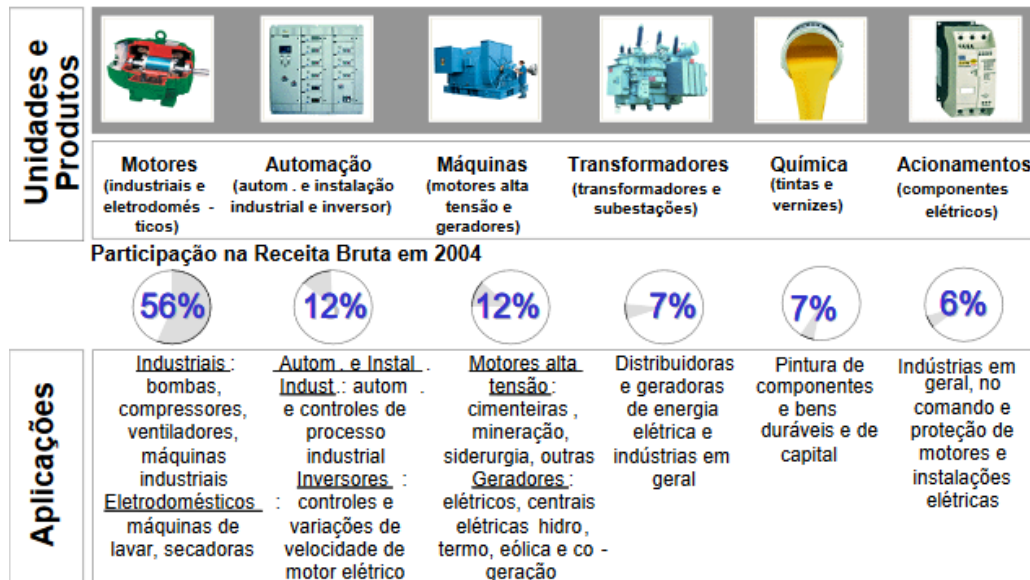 Unidades e
Produtos
Motores
(industriais e
eletrodomés -
ticos)
Automação
(autom . e instalação
industrial e inversor)
Máquinas
(motores alta
tensão e
geradores)
Transformadores
(transformadores e
subestações)
Química
(tintas e
vernizes)
Acionamentos
(componentes
elétricos)
Participação na Receita Bruta em 2004
56%
12%
12%
7%
7%
6%
Aplicações
Industriais :
bombas,
compressores,
ventiladores,
máquinas
industriais
Eletrodomésticos :
máquinas de
lavar, secadoras
Autom . e Instal .
Indust .: autom .
e controles de
processo
industrial
Inversores :
controles e
variações de
velocidade de
motor elétrico
Motores alta
tensão :
cimenteiras ,
mineração,
siderurgia, outras
Geradores :
elétricos, centrais
elétricas hidro ,
termo, eólica e co -
geração
Distribuidoras
e geradoras
de energia
elétrica e
indústrias em
geral
Pintura de
componentes
e bens
duráveis e de
capital
Indústrias em
geral, no
comando e
proteção de
motores e
instalações
elétricas